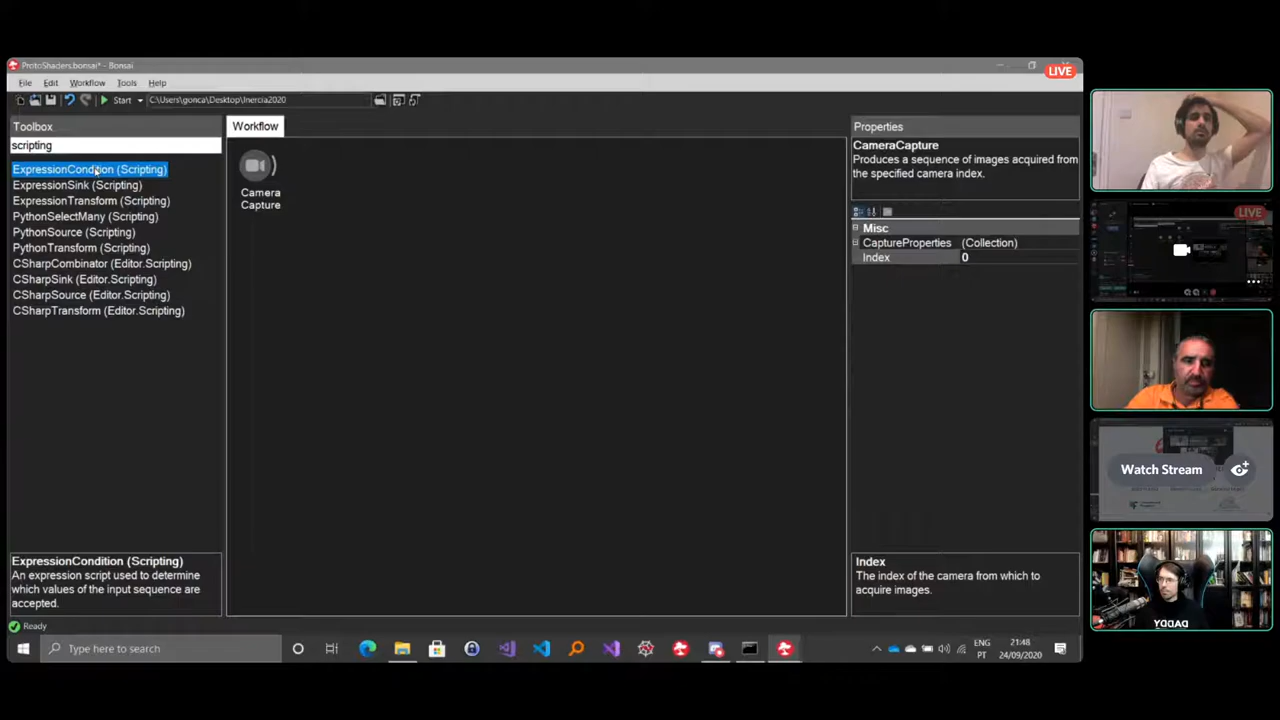 ProtoShaders.bonsai* - Bonsai
LIVE
File Edit Workflow Tools Help
Start C:\Users\gonca\Desktop\Inercia2020
Toolbox
scripting
ExpressionCondition (Scripting)
ExpressionSink (Scripting)
ExpressionTransform (Scripting)
PythonSelectMany (Scripting)
PythonSource (Scripting)
PythonTransform (Scripting)
CSharpCombinator (Editor.Scripting)
CSharpSink (Editor.Scripting)
CSharpSource (Editor.Scripting)
CSharpTransform (Editor.Scripting)
ExpressionCondition (Scripting)
An expression script used to determine
which values of the input sequence are
accepted.
Workflow
Camera
Capture
Properties
CameraCapture
Produces a sequence of images acquired from
the specified camera index.
Misc
CaptureProperties (Collection)
Index 0
Index
The index of the camera from which to
acquire images.
Ready
Type here to search
ENG
PT
21:48
24/09/2020
LIVE
Watch Stream